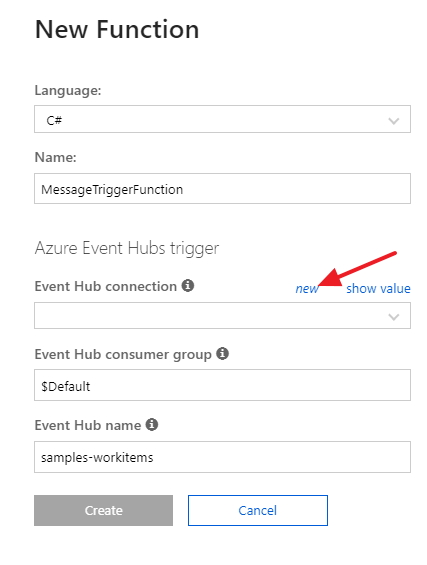 New Function
Language:
C#
Name:
MessageTriggerFunction
Azure Event Hubs trigger
Event Hub connection new show value
Event Hub consumer group
$Default
Event Hub name
samples-workitems
Create Cancel